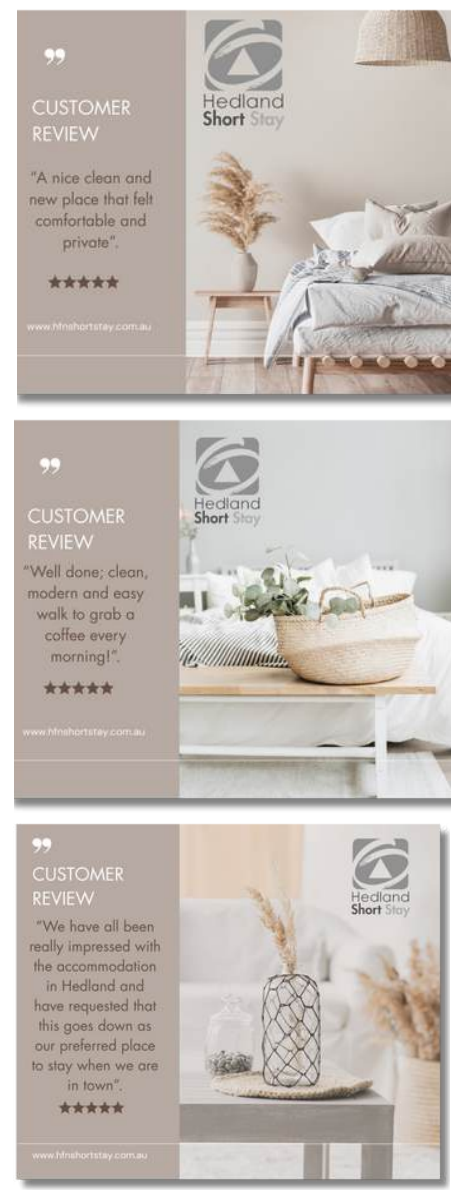 ”
CUSTOMER
REVIEW
“A nice clean and
new place that felt
comfortable and
private”.
★★★★★
www.hfnshortstay.com.au
Hedland
Short Stay
”
CUSTOMER
REVIEW
“Well done; clean,
modern and easy
walk to grab a
coffee every
morning!”.
★★★★★
www.hfnshortstay.com.au
Hedland
Short Stay
”
CUSTOMER
REVIEW
“We have all been
really impressed with
the accommodation
in Hedland and
have requested that
this goes down as
our preferred place
to stay when we are
in town”.
★★★★★
www.hfnshortstay.com.au
Hedland
Short Stay